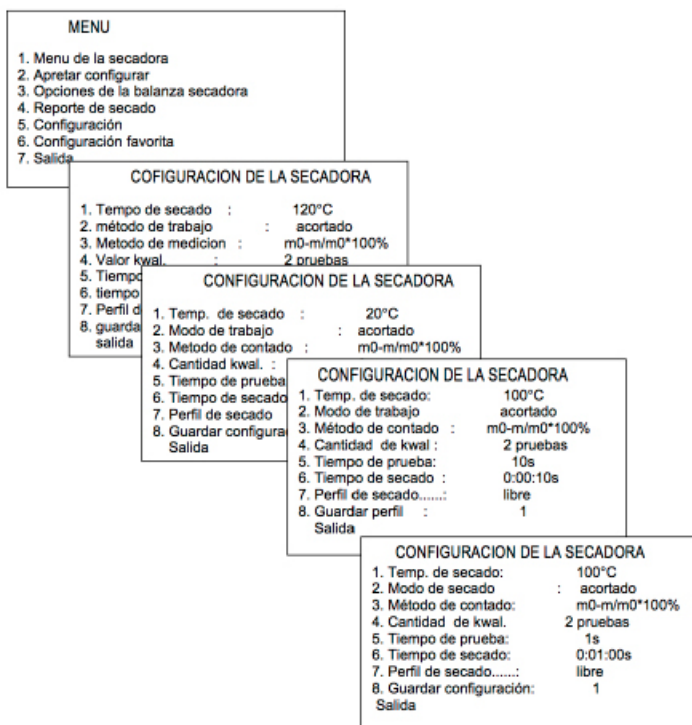 MENU
1. Menu de la secadora
2. Apretar configurar
3. Opciones de la balanza secadora
4. Reporte de secado
5. Configuración
6. Configuración favorita
7. Salida
COFIGURACION DE LA SECADORA
1. Tempo de secado : 120°C
2. método de trabajo : acortado
3. Metodo de medicion : m0-m/m0*100%
4. Valor kwal. : 2 pruebas
5. Tiempo
6. tiempo
7. Perfil d
8. guarda
salida
CONFIGURACION DE LA SECADORA
1. Temp. de secado : 20°C
2. Modo de trabajo : acortado
3. Metodo de contado : m0-m/m0*100%
4. Cantidad kwal. :
5. Tiempo de prueba
6. Tiempo de secado
7. Perfil de secado
8. Guardar configura
Salida
CONFIGURACION DE LA SECADORA
1. Temp. de secado: 100°C
2. Modo de trabajo acortado
3. Método de contado : m0-m/m0*100%
4. Cantidad de kwal : 2 pruebas
5. Tiempo de prueba: 10s
6. Tiempo de secado : 0:00:10s
7. Perfil de secado......: libre
8. Guardar perfil : 1
Salida
CONFIGURACION DE LA SECADORA
1. Temp. de secado: 100°C
2. Modo de secado : acortado
3. Método de contado: m0-m/m0*100%
4. Cantidad de kwal. 2 pruebas
5. Tiempo de prueba: 1s
6. Tiempo de secado: 0:01:00s
7. Perfil de secado......: libre
8. Guardar configuración: 1
Salida